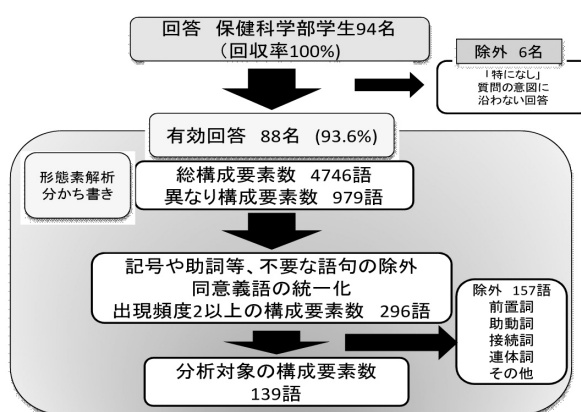 回答 保健科学部学生94名
(回収率100%)
除外 6名
「特になし」
質問の意図に
沿わない回答
有効回答 88名 (93.6%)
形態素解析
分かち書き
総構成要素数 4746語
異なり構成要素数 979語
記号や助詞等、不要な語句の除外
同意義語の統一化
出現頻度2以上の構成要素数 296語
除外 157語
前置詞
助動詞
接続詞
連体詞
その他
分析対象の構成要素数
139語